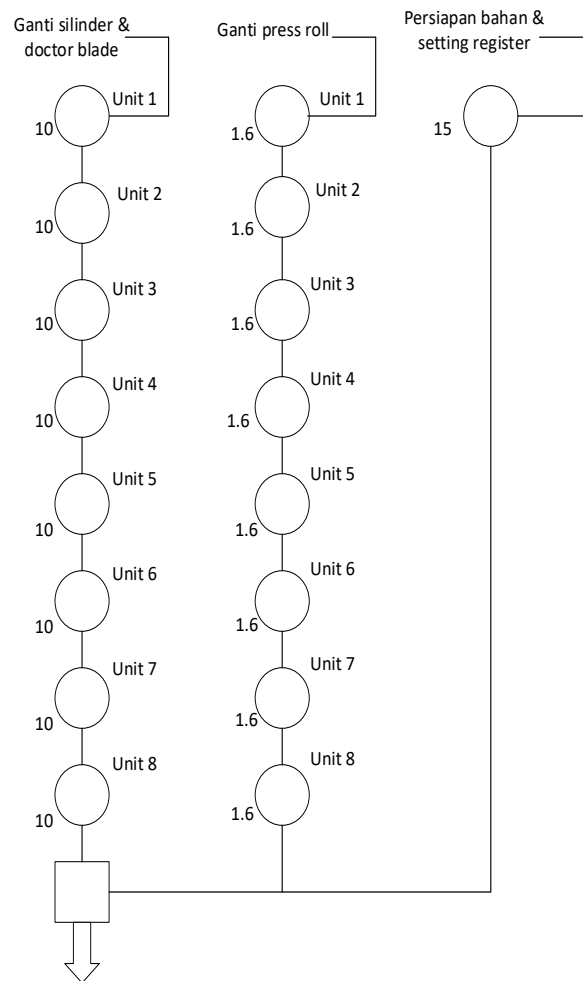 Ganti silinder &
doctor blade
Ganti press roll
Persiapan bahan &
setting register
Unit 1
10
Unit 1
1.6
15
Unit 2
10
Unit 2
1.6
Unit 3
10
Unit 3
1.6
Unit 4
10
Unit 4
1.6
Unit 5
10
Unit 5
1.6
Unit 6
10
Unit 6
1.6
Unit 7
10
Unit 7
1.6
Unit 8
10
Unit 8
1.6